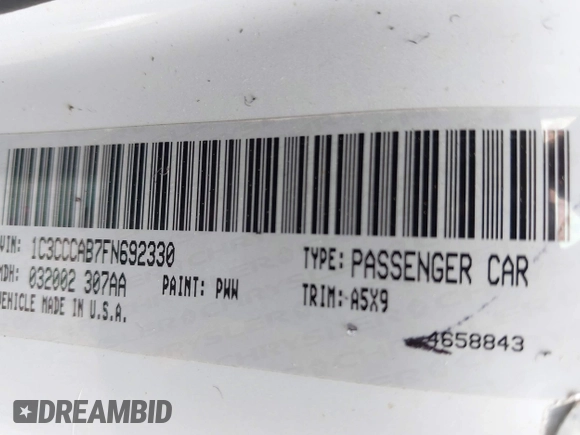 VIN: 1C3CCCAB7FN692330
MDH: 032002 307AA
PAINT: PWW
VEHICLE MADE IN U.S.A.
TYPE: PASSENGER CAR
TRIM: A5X9
4658843
DREAMBID